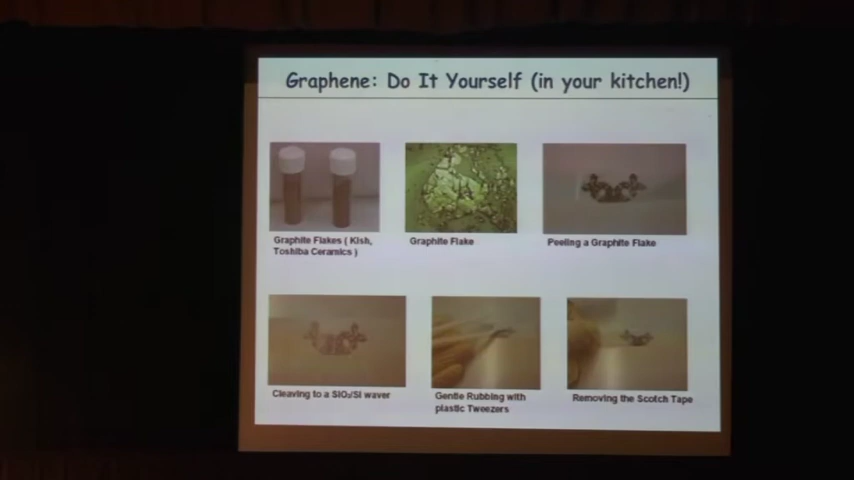 Graphene: Do It Yourself (in your kitchen!)
Graphite Flakes ( Kish,
Toshiba Ceramics )
Graphite Flake
Peeling a Graphite Flake
Cleaving to a SiO₂/Si waver
Gentle Rubbing with
plastic Tweezers
Removing the Scotch Tape